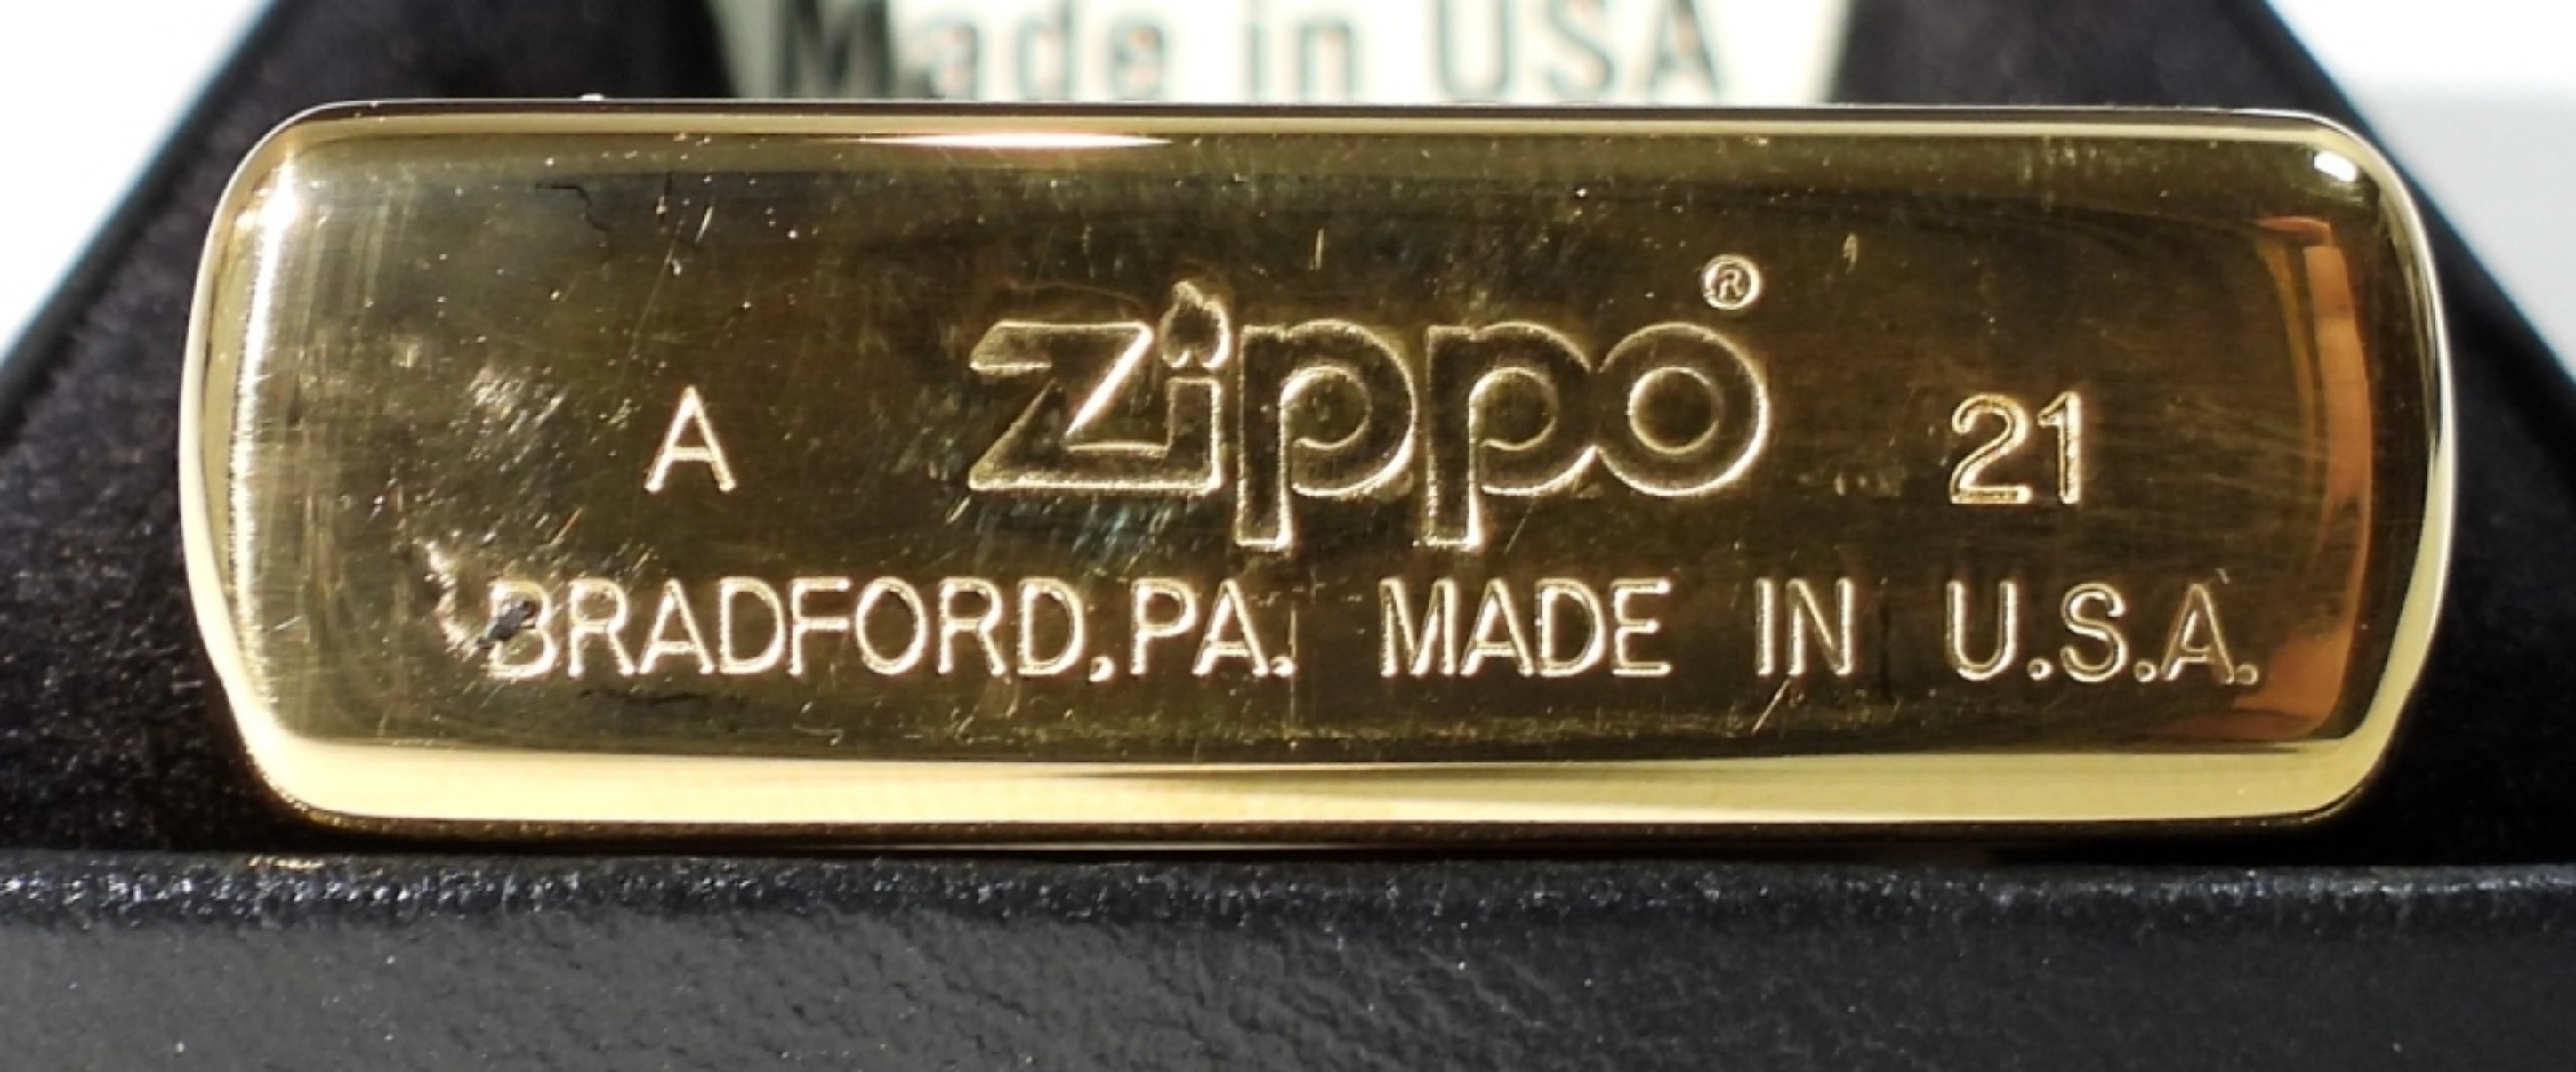 Made in USA
A zippo® 21
BRADFORD,PA. MADE IN U.S.A.